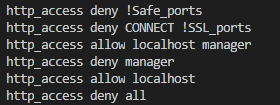 http_access deny !Safe_ports
http_access deny CONNECT !SSL_ports
http_access allow localhost manager
http_access deny manager
http_access allow localhost
http_access deny all